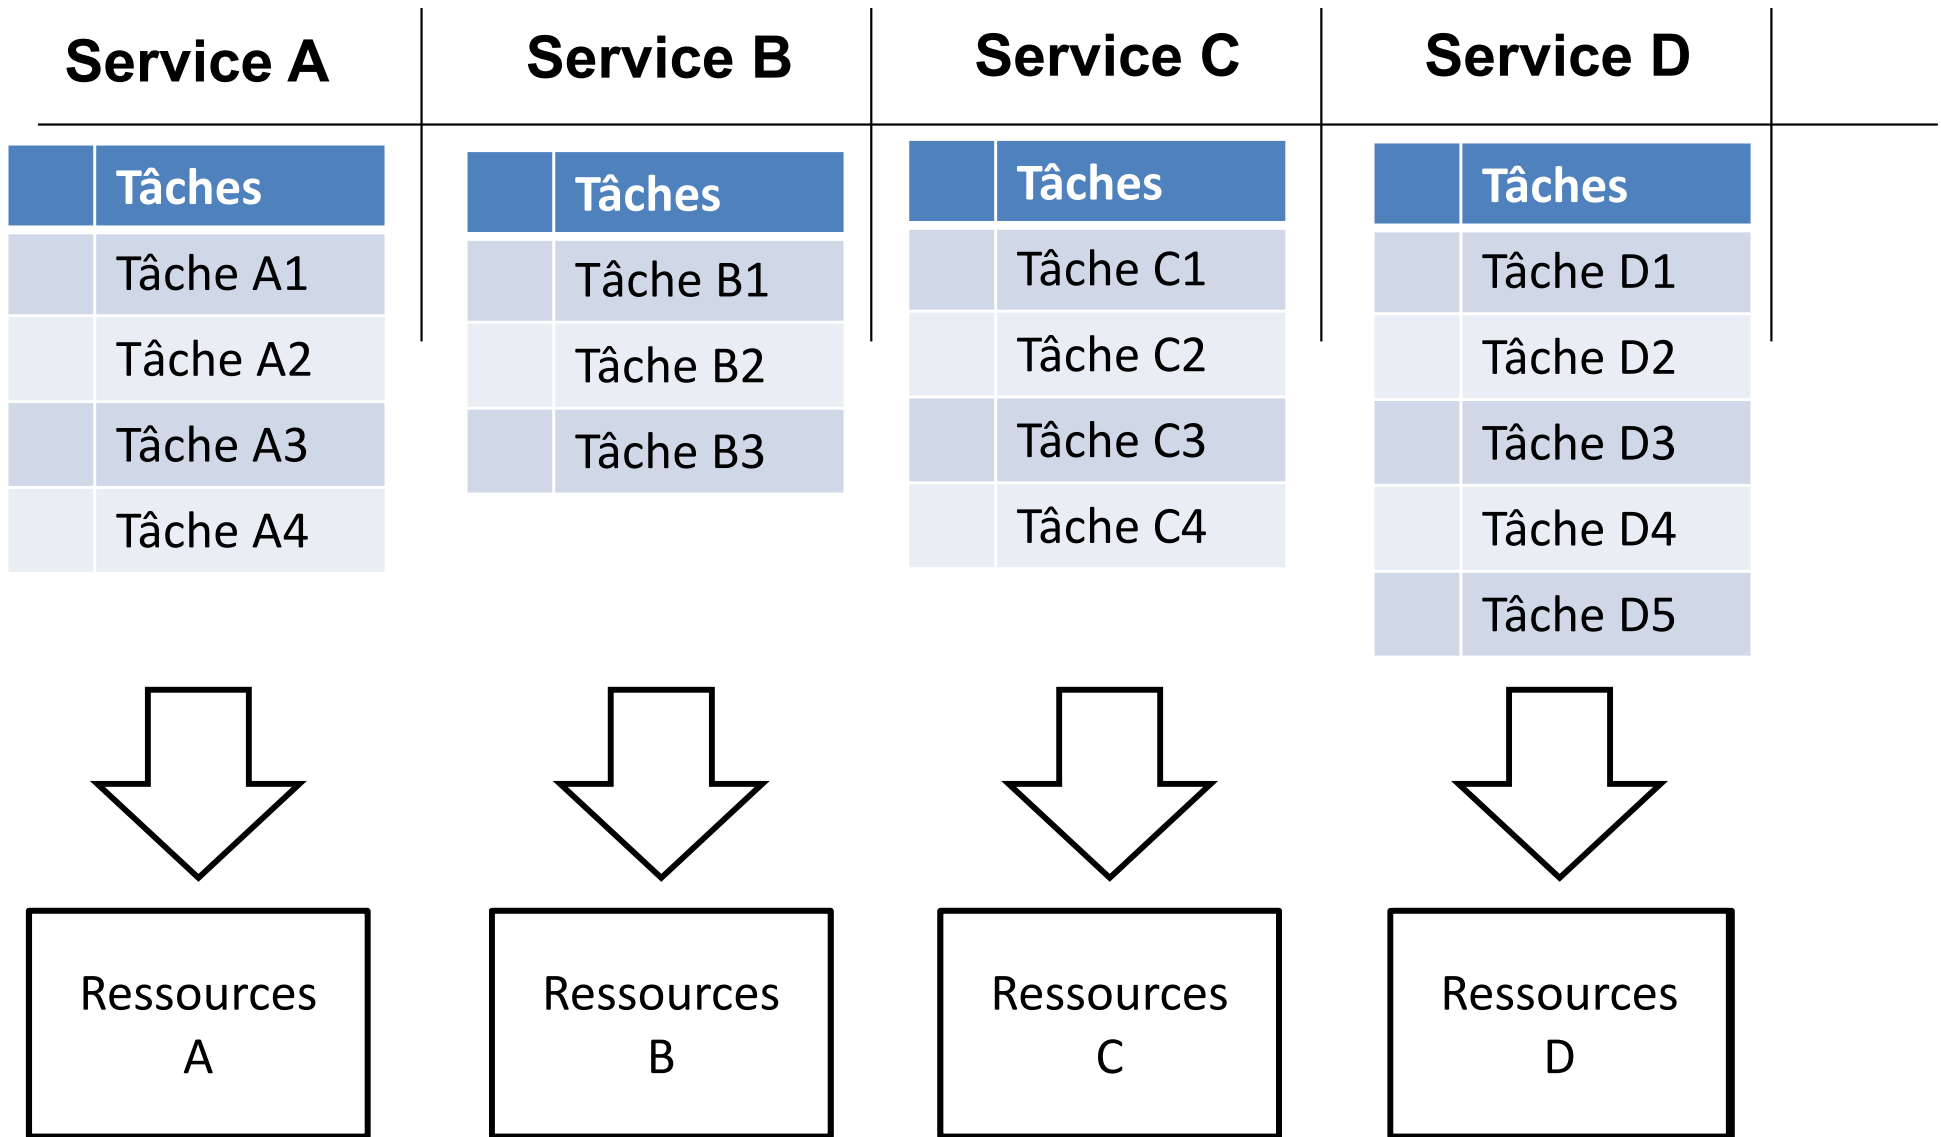 Service A
Service B
Service C
Service D
Tâches
Tâche A1
Tâche A2
Tâche A3
Tâche A4
Tâches
Tâche B1
Tâche B2
Tâche B3
Tâches
Tâche C1
Tâche C2
Tâche C3
Tâche C4
Tâches
Tâche D1
Tâche D2
Tâche D3
Tâche D4
Tâche D5
Ressources
A
Ressources
B
Ressources
C
Ressources
D